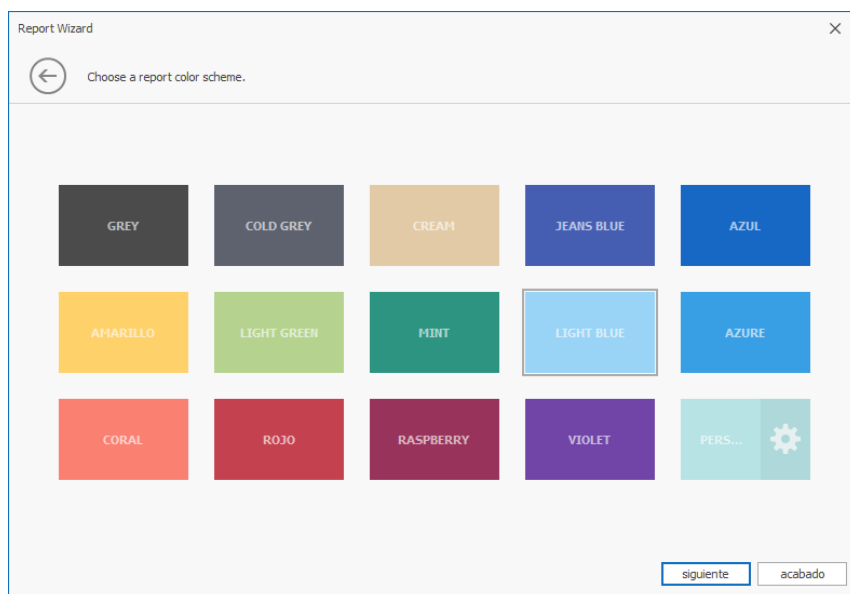 Report Wizard
Choose a report color scheme.
GREY
COLD GREY
CREAM
JEANS BLUE
AZUL
AMARILLO
LIGHT GREEN
MINT
LIGHT BLUE
AZURE
CORAL
ROJO
RASPBERRY
VIOLET
PERS...
siguiente
acabado